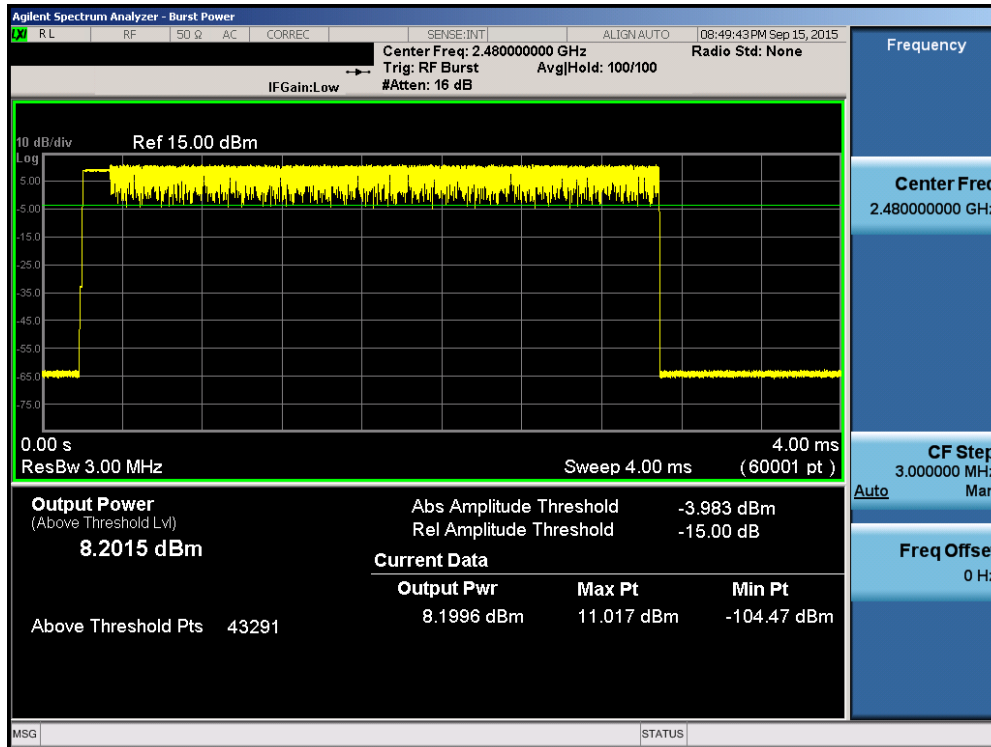 Agilent Spectrum Analyzer - Burst Power
LXI RL RF 50 Ω AC CORREC SENSE:INT ALIGN AUTO 08:49:43 PM Sep 15, 2015
Center Freq: 2.480000000 GHz Radio Std: None
Trig: RF Burst Avg|Hold: 100/100
IFGain:Low #Atten: 16 dB
10 dB/div Ref 15.00 dBm
Log
5.00
-5.00
-15.0
-25.0
-35.0
-45.0
-55.0
-65.0
-75.0
0.00 s 4.00 ms
ResBw 3.00 MHz Sweep 4.00 ms (60001 pt)
Output Power
(Above Threshold Lvl)
8.2015 dBm
Above Threshold Pts 43291
Abs Amplitude Threshold -3.983 dBm
Rel Amplitude Threshold -15.00 dB
Current Data
Output Pwr Max Pt Min Pt
8.1996 dBm 11.017 dBm -104.47 dBm
Frequency
Center Freq
2.480000000 GHz
CF Step
3.000000 MHz
Auto Man
Freq Offset
0 Hz
MSG STATUS